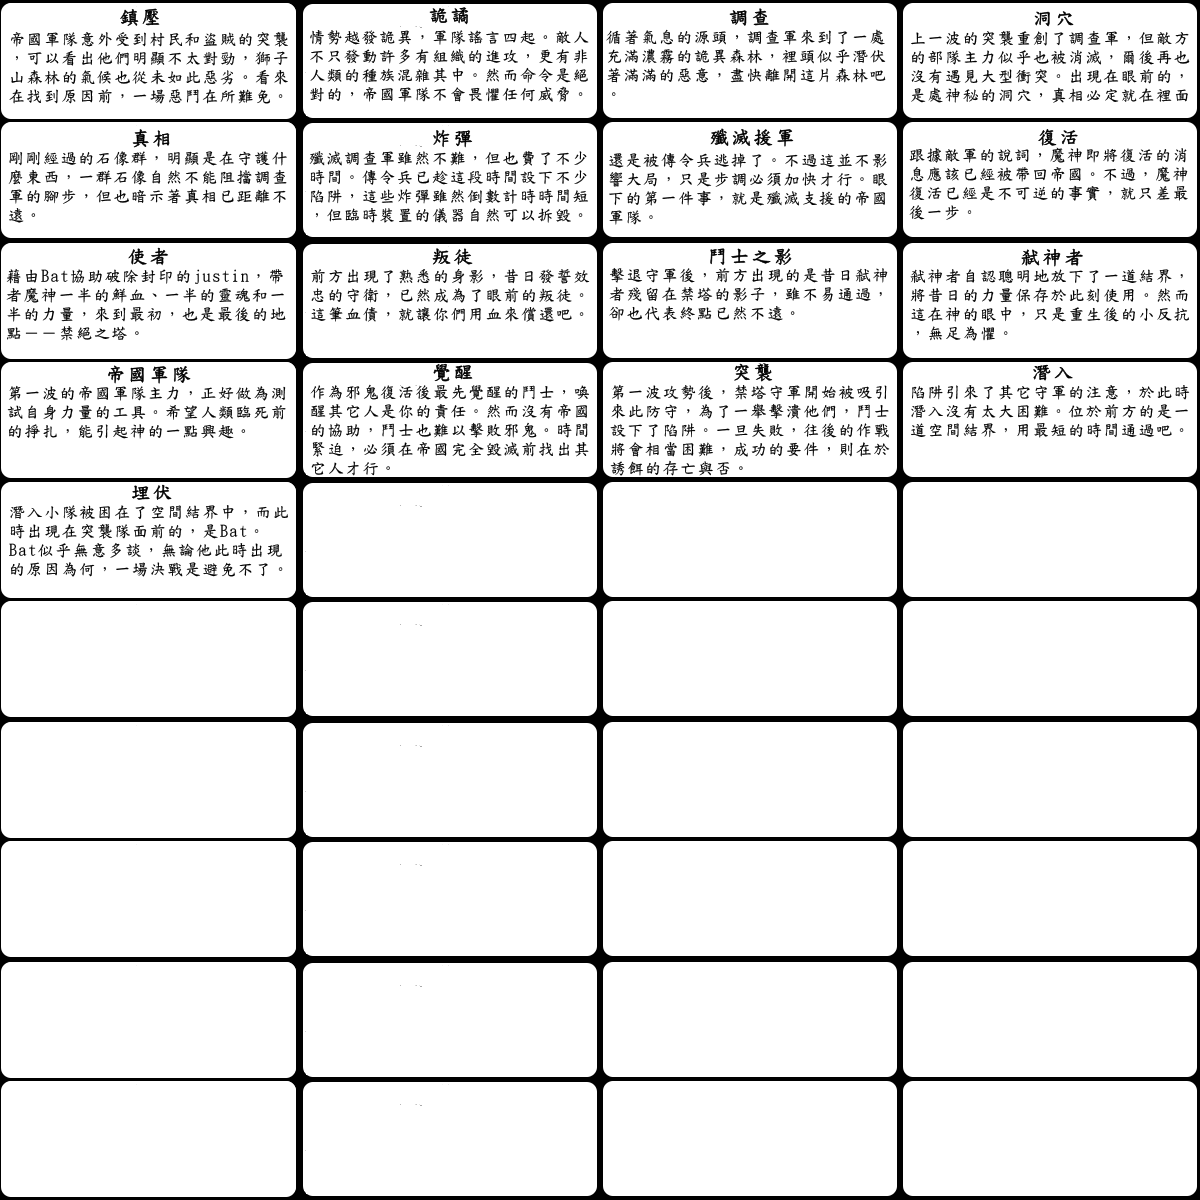 鎮壓
帝國軍隊意外受到村民和盜賊的突襲
，可以看出他們明顯不太對勁，獅子
山森林的氣候也從未如此惡劣。看來
在找到原因前，一場惡鬥在所難免。
詭譎
情勢越發詭異，軍隊謠言四起。敵人
不只發動許多有組織的進攻，更有非
人類的種族混雜其中。然而命令是絕
對的，帝國軍隊不會畏懼任何威脅。
調查
循著氣息的源頭，調查軍來到了一處
充滿濃霧的詭異森林，裡頭似乎潛伏
著滿滿的惡意，盡快離開這片森林吧
。
洞穴
上一波的突襲重創了調查軍，但敵方
的部隊主力似乎也被消滅，爾後再也
沒有遇見大型衝突。出現在眼前的，
是處神秘的洞穴，真相必定就在裡面
真相
剛剛經過的石像群，明顯是在守護什
麼東西，一群石像自然不能阻擋調查
軍的腳步，但也暗示著真相已距離不
遠。
炸彈
殲滅調查軍雖然不難，但也費了不少
時間。傳令兵已趁這段時間設下不少
陷阱，這些炸彈雖然倒數計時時間短
，但臨時裝置的儀器自然可以拆毀。
殲滅援軍
還是被傳令兵逃掉了。不過這並不影
響大局，只是步調必須加快才行。眼
下的第一件事，就是殲滅支援的帝國
軍隊。
復活
跟據敵軍的說詞，魔神即將復活的消
息應該已經被帶回帝國。不過，魔神
復活已經是不可逆的事實，就只差最
後一步。
使者
藉由Bat協助破除封印的justin，帶
者魔神一半的鮮血、一半的靈魂和一
半的力量，來到最初，也是最後的地
點－－禁絕之塔。
叛徒
前方出現了熟悉的身影，昔日發誓效
忠的守衛，已然成為了眼前的叛徒。
這筆血債，就讓你們用血來償還吧。
鬥士之影
擊退守軍後，前方出現的是昔日弒神
者殘留在禁塔的影子，雖不易通過，
卻也代表終點已然不遠。
弒神者
弒神者自認聰明地放下了一道結界，
將昔日的力量保存於此刻使用。然而
這在神的眼中，只是重生後的小反抗
，無足為懼。
帝國軍隊
第一波的帝國軍隊主力，正好做為測
試自身力量的工具。希望人類臨死前
的掙扎，能引起神的一點興趣。
覺醒
作為邪鬼復活後最先覺醒的鬥士，喚
醒其它人是你的責任。然而沒有帝國
的協助，鬥士也難以擊敗邪鬼。時間
緊迫，必須在帝國完全毀滅前找出其
它人才行。
突襲
第一波攻勢後，禁塔守軍開始被吸引
來此防守，為了一舉擊潰他們，鬥士
設下了陷阱。一旦失敗，往後的作戰
將會相當困難，成功的要件，則在於
誘餌的存亡與否。
潛入
陷阱引來了其它守軍的注意，於此時
潛入沒有太大困難。位於前方的是一
道空間結界，用最短的時間通過吧。
埋伏
潛入小隊被困在了空間結界中，而此
時出現在突襲隊面前的，是Bat。
Bat似乎無意多談，無論他此時出現
的原因為何，一場決戰是避免不了。